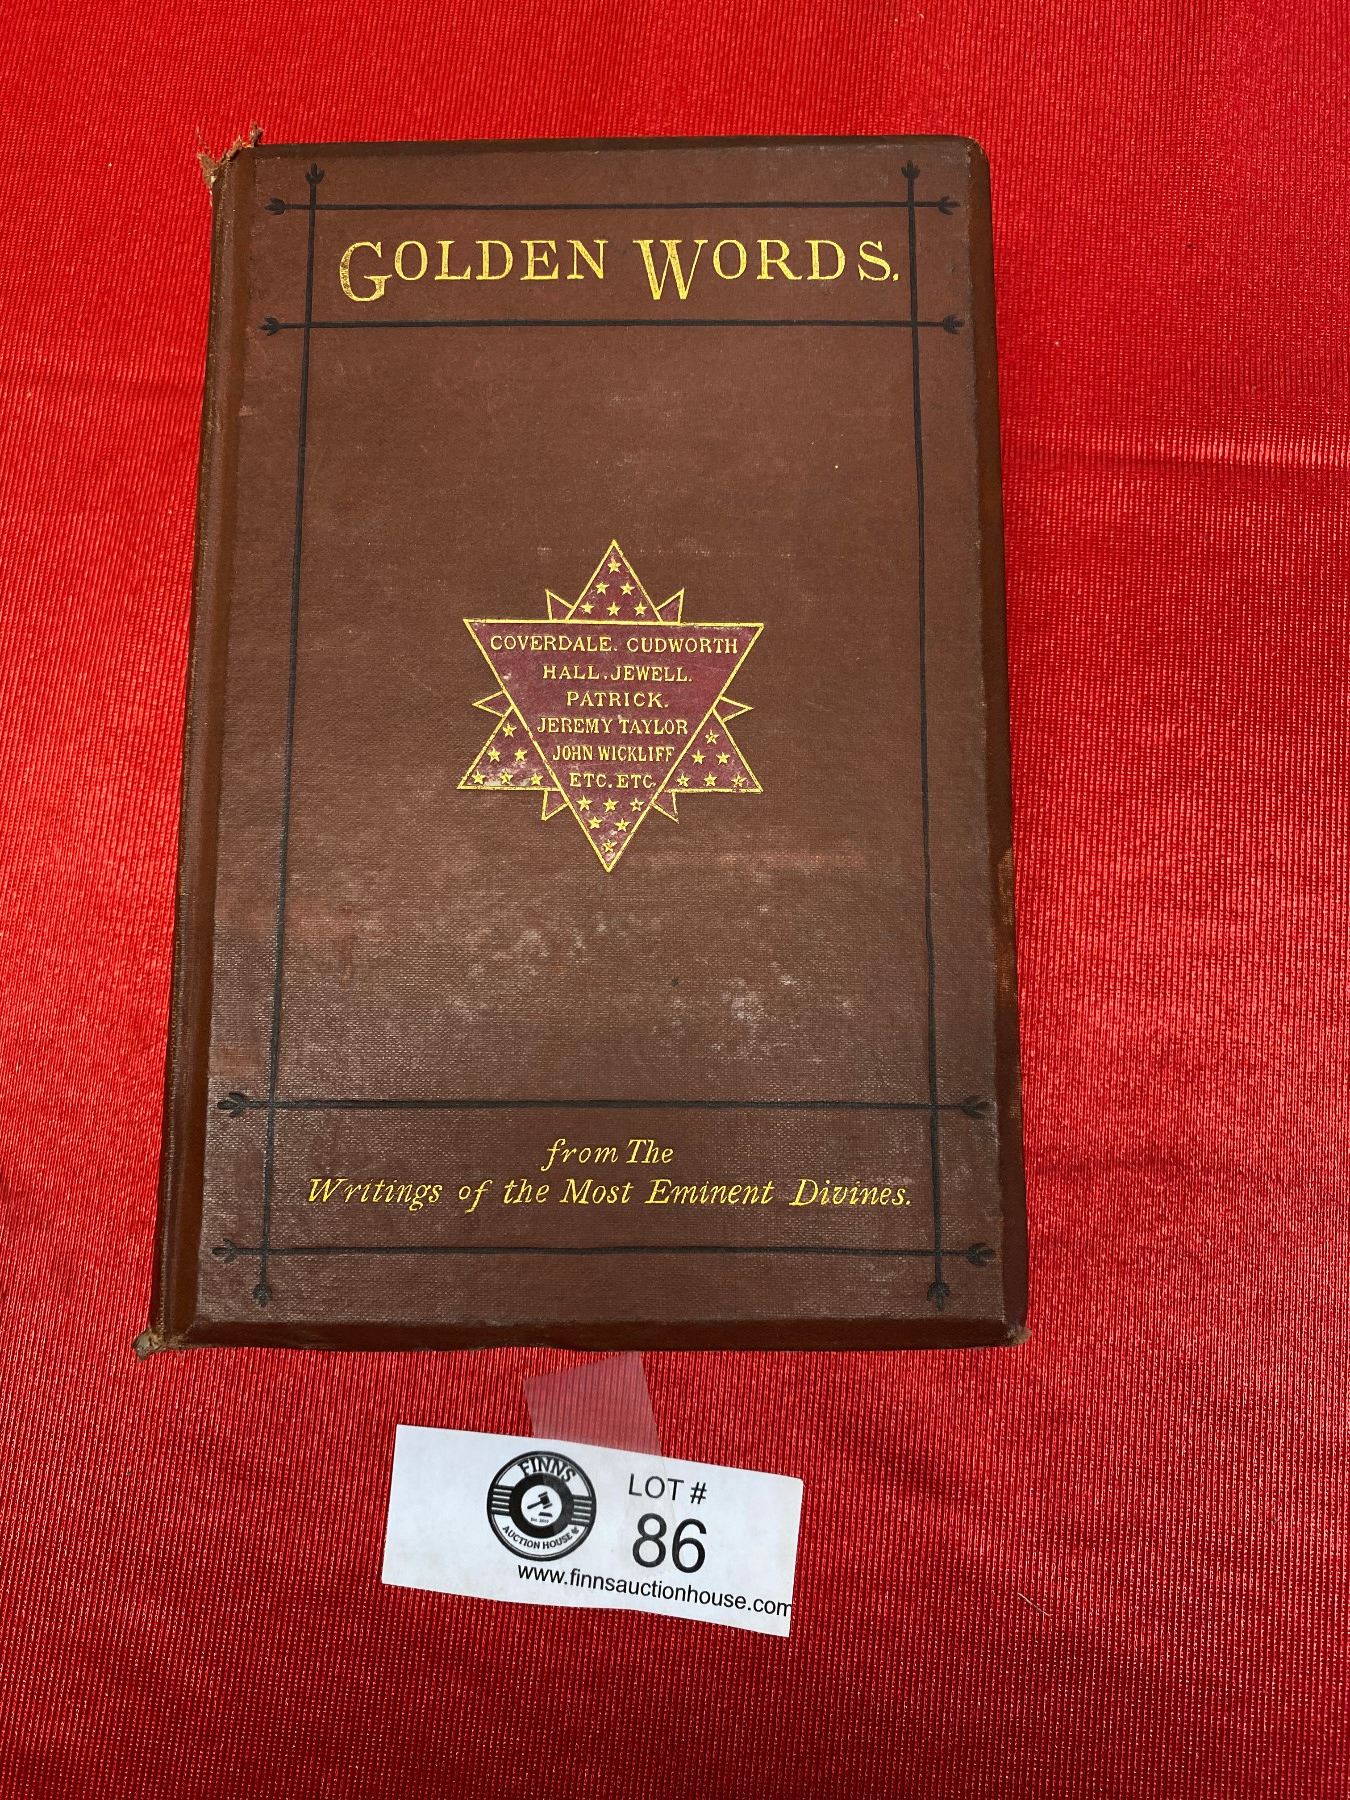 GOLDEN WORDS.
COVERDALE. CUDWORTH
HALL. JEWELL.
PATRICK.
JEREMY TAYLOR
JOHN WICKLIFF
ETC. ETC.
from The
Writings of the Most Eminent Divines.
FINNS
AUCTION HOUSE
LOT #
86
www.finnsauctionhouse.com